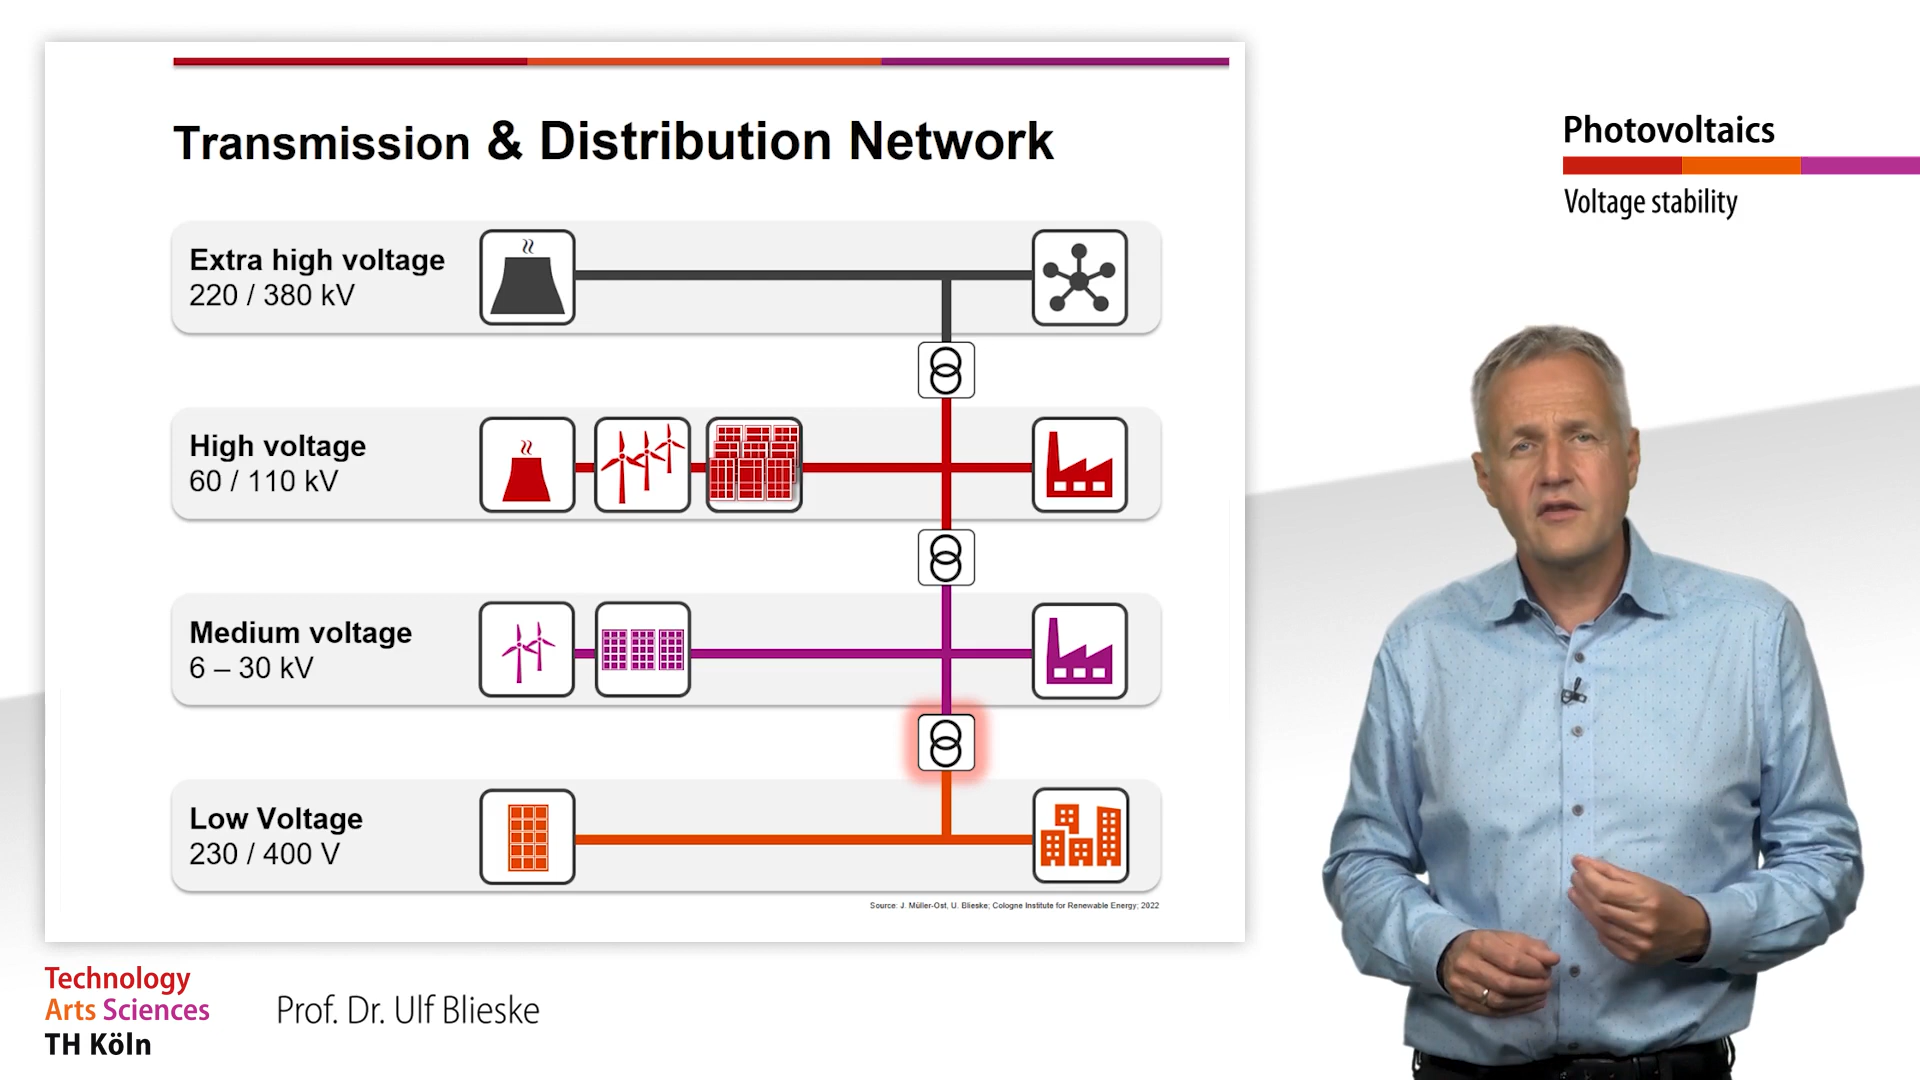 Transmission & Distribution Network
Extra high voltage
220 / 380 kV
High voltage
60 / 110 kV
Medium voltage
6 – 30 kV
Low Voltage
230 / 400 V
Source: J. Müller-Ost, U. Blieske; Cologne Institute for Renewable Energy; 2022
Photovoltaics
Voltage stability
Technology
Arts Sciences
TH Köln
Prof. Dr. Ulf Blieske